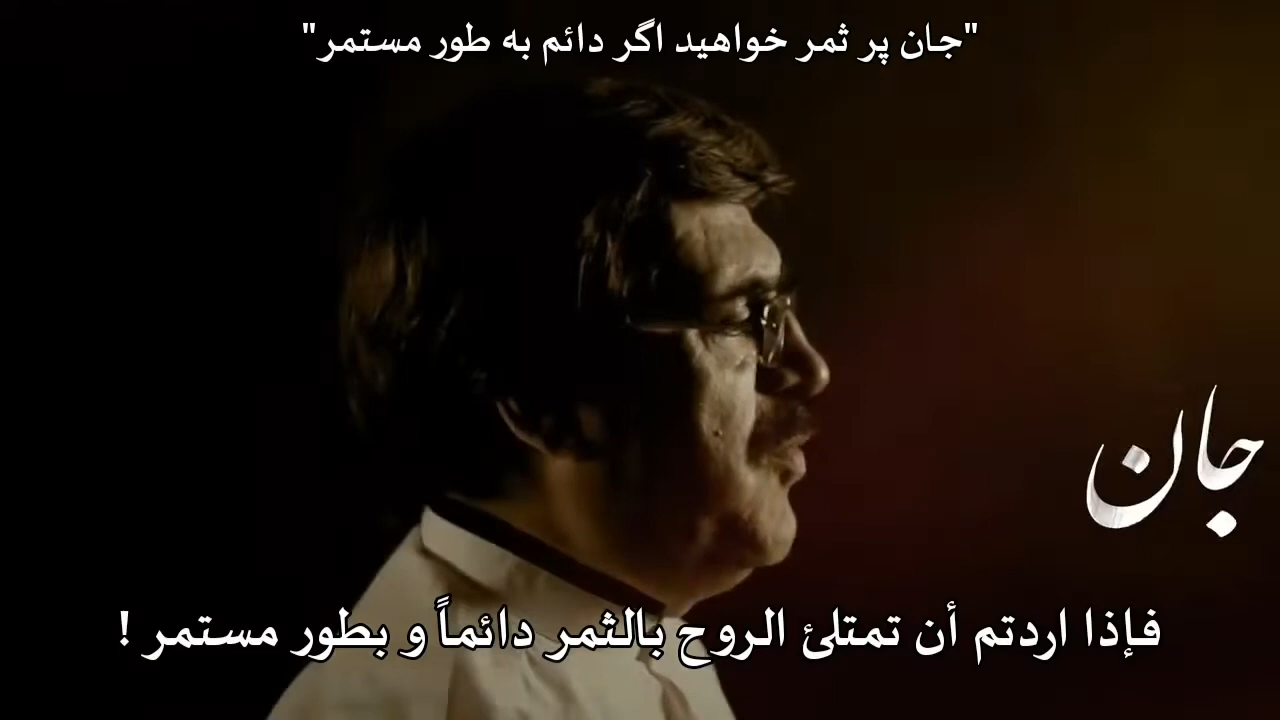 "جان پر ثمر خواهید اگر دائم به طور مستمر"
جان
فإذا اردتم أن تمتلئ الروح بالثمر دائماً و بطور مستمر !